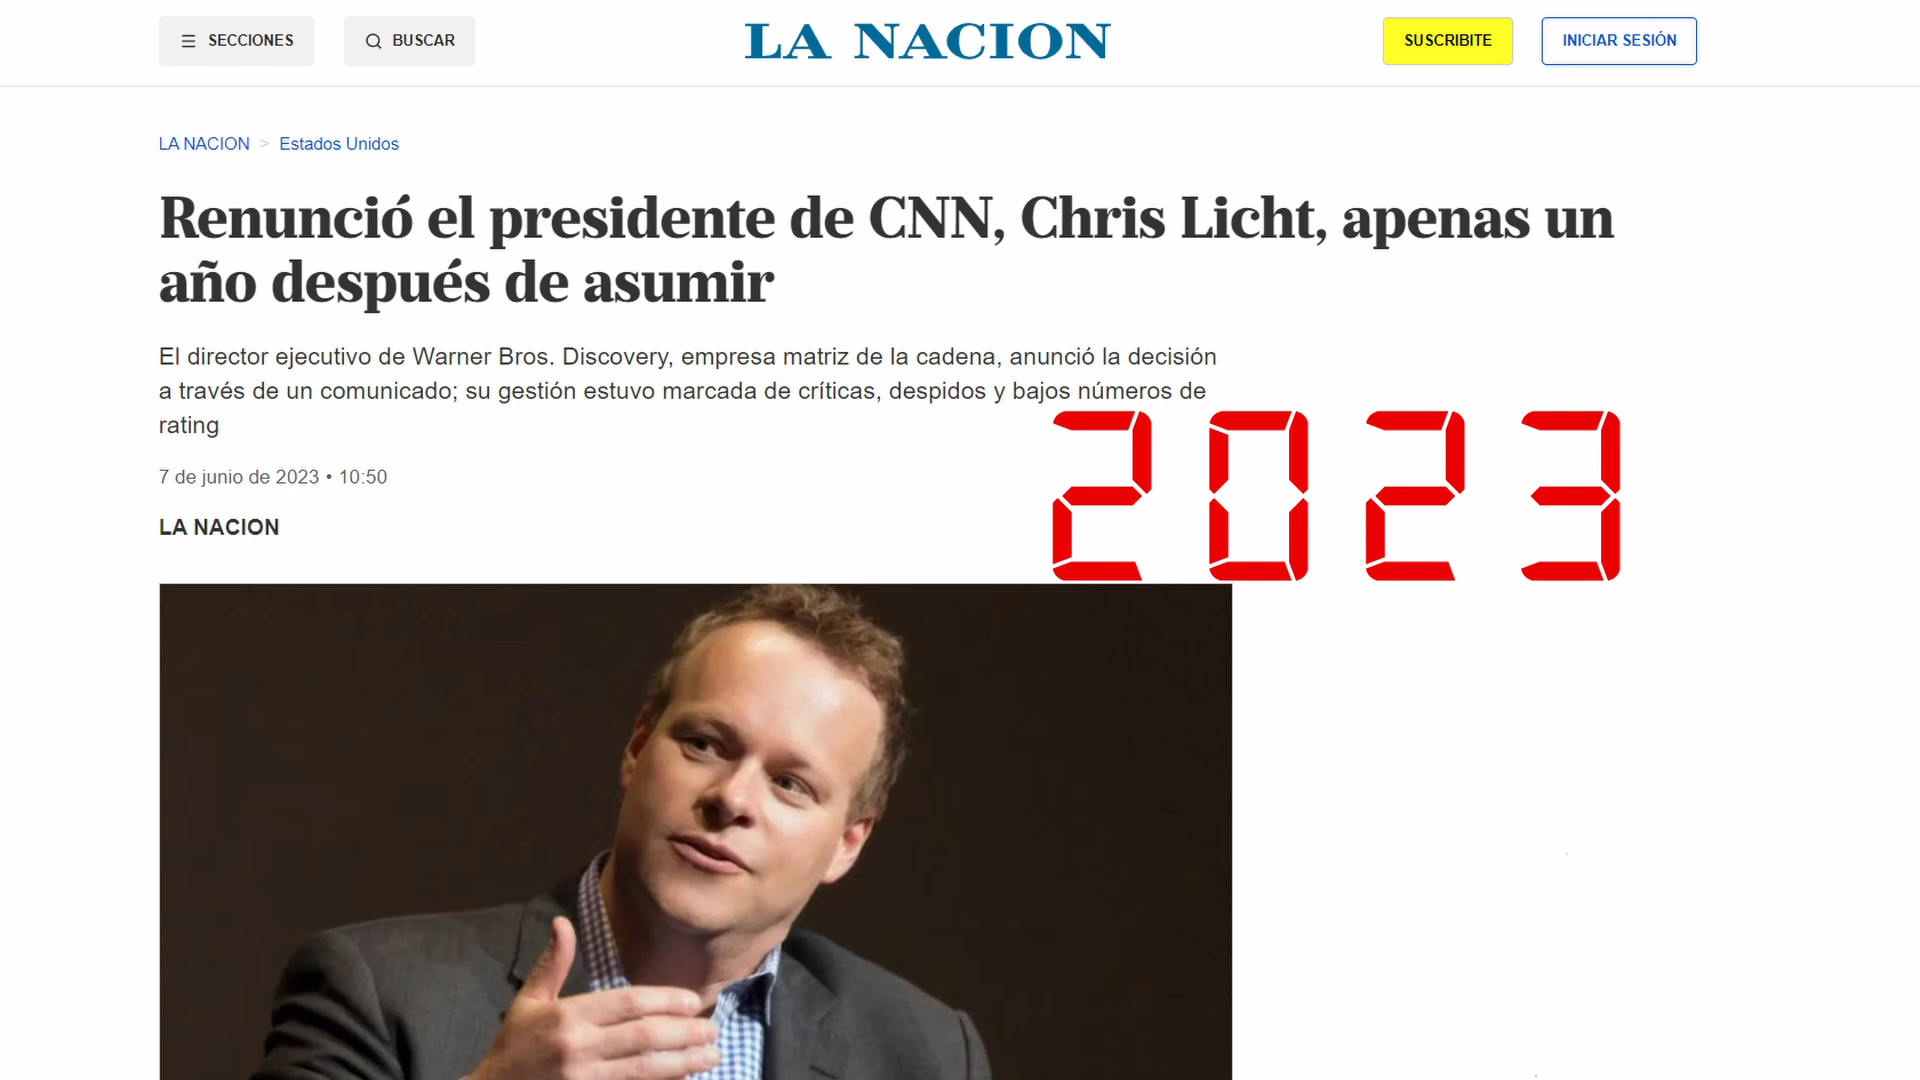 SECCIONES
BUSCAR
LA NACION
SUSCRIBITE
INICIAR SESIÓN
LA NACION > Estados Unidos
Renunció el presidente de CNN, Chris Licht, apenas un
año después de asumir
El director ejecutivo de Warner Bros. Discovery, empresa matriz de la cadena, anunció la decisión
a través de un comunicado; su gestión estuvo marcada de críticas, despidos y bajos números de
rating
2023
7 de junio de 2023 • 10:50
LA NACION